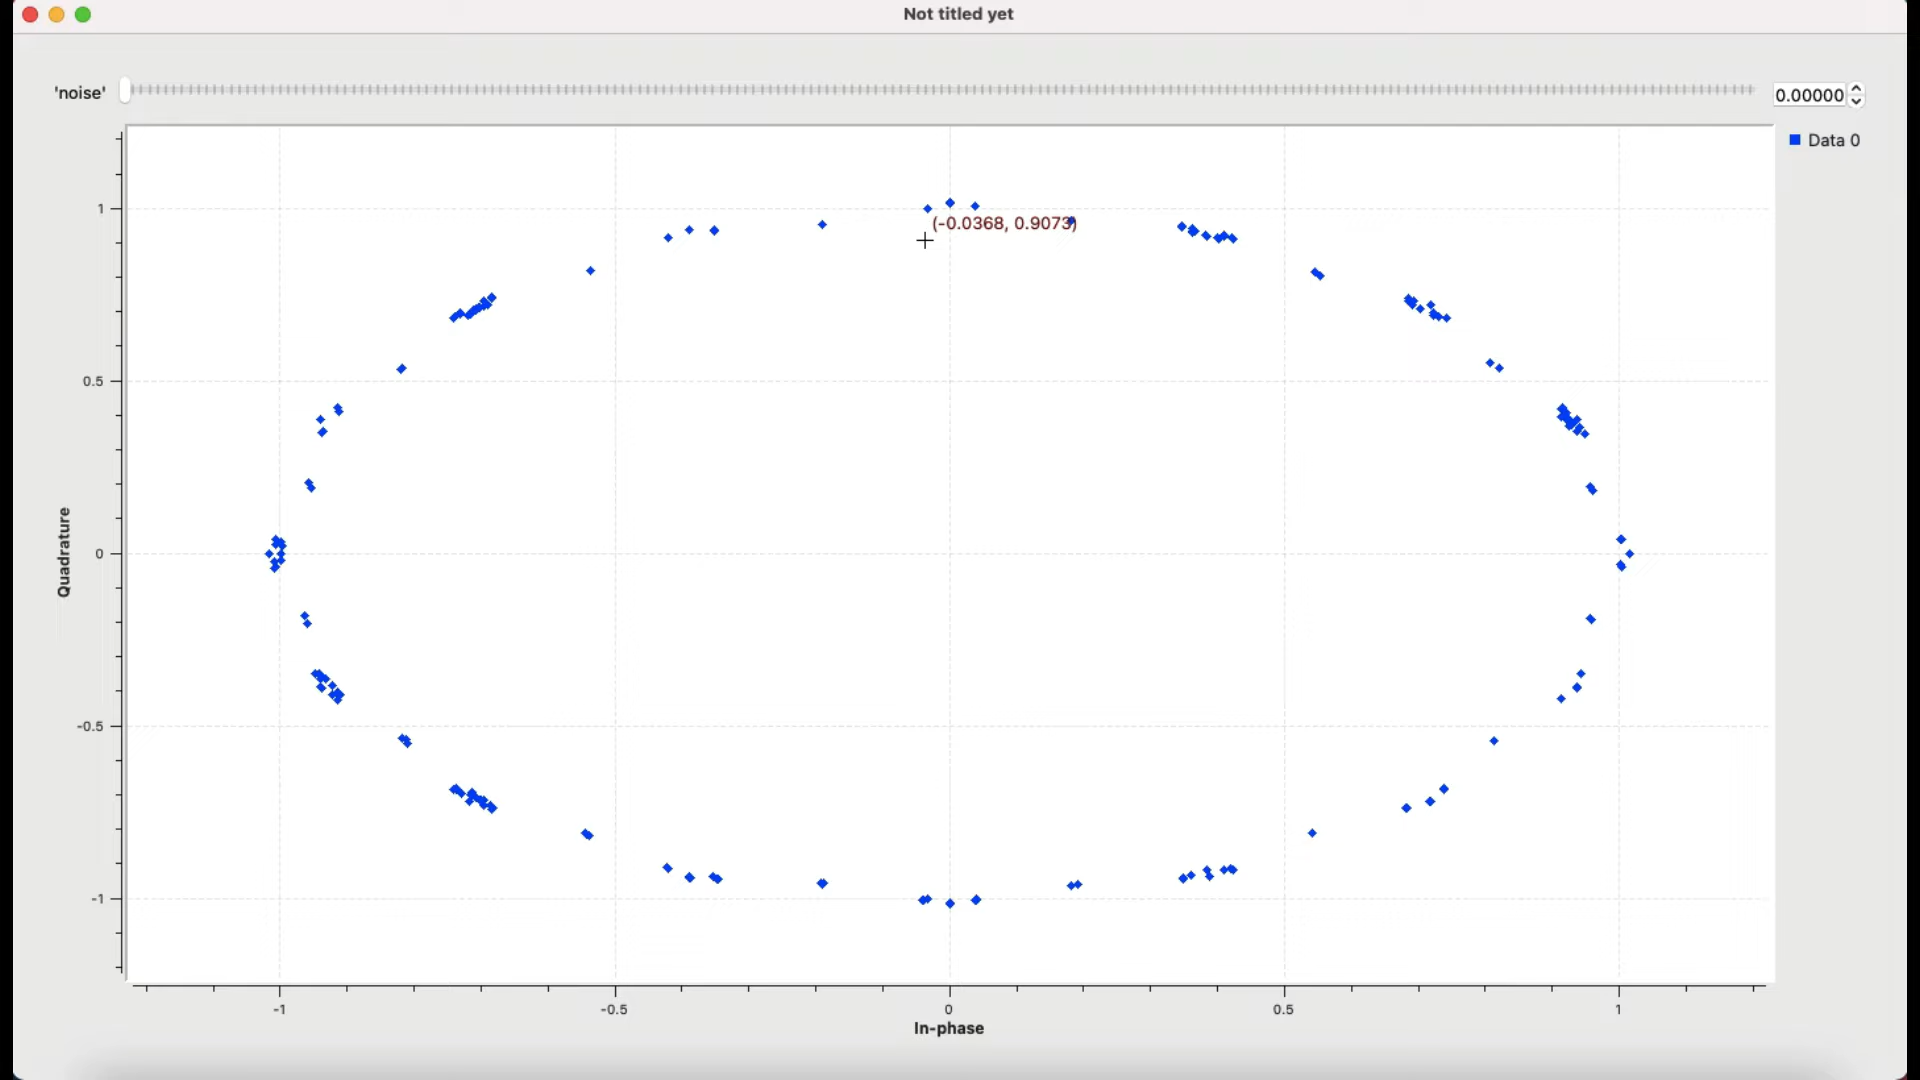 Not titled yet
'noise'
0.00000
Data 0
(-0.0368, 0.9073)
1
0.5
0
-0.5
-1
Quadrature
-1
-0.5
0
0.5
1
In-phase